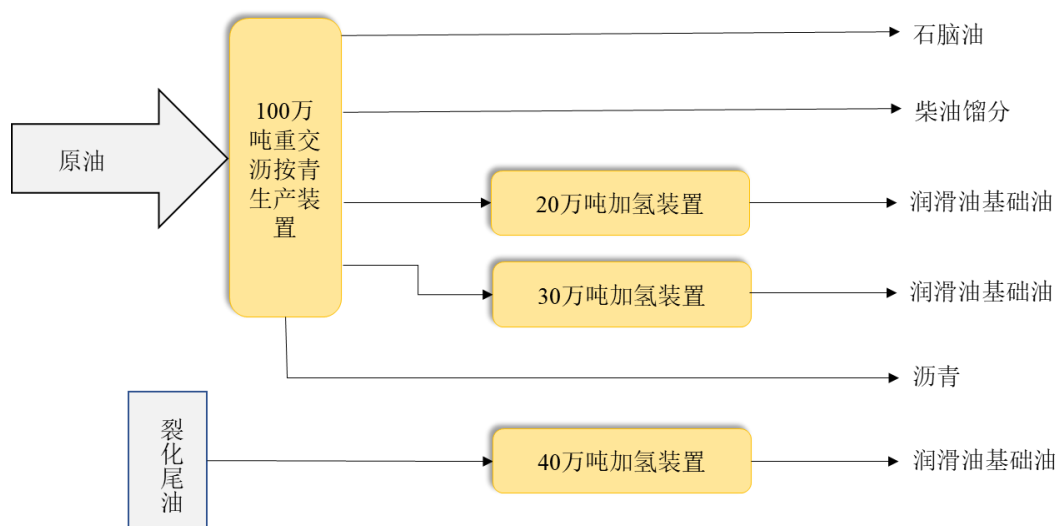 原油
100万
吨重交
沥按青
生产装
置
石脑油
柴油馏分
20万吨加氢装置
润滑油基础油
30万吨加氢装置
润滑油基础油
沥青
裂
化
尾
油
40万吨加氢装置
润滑油基础油